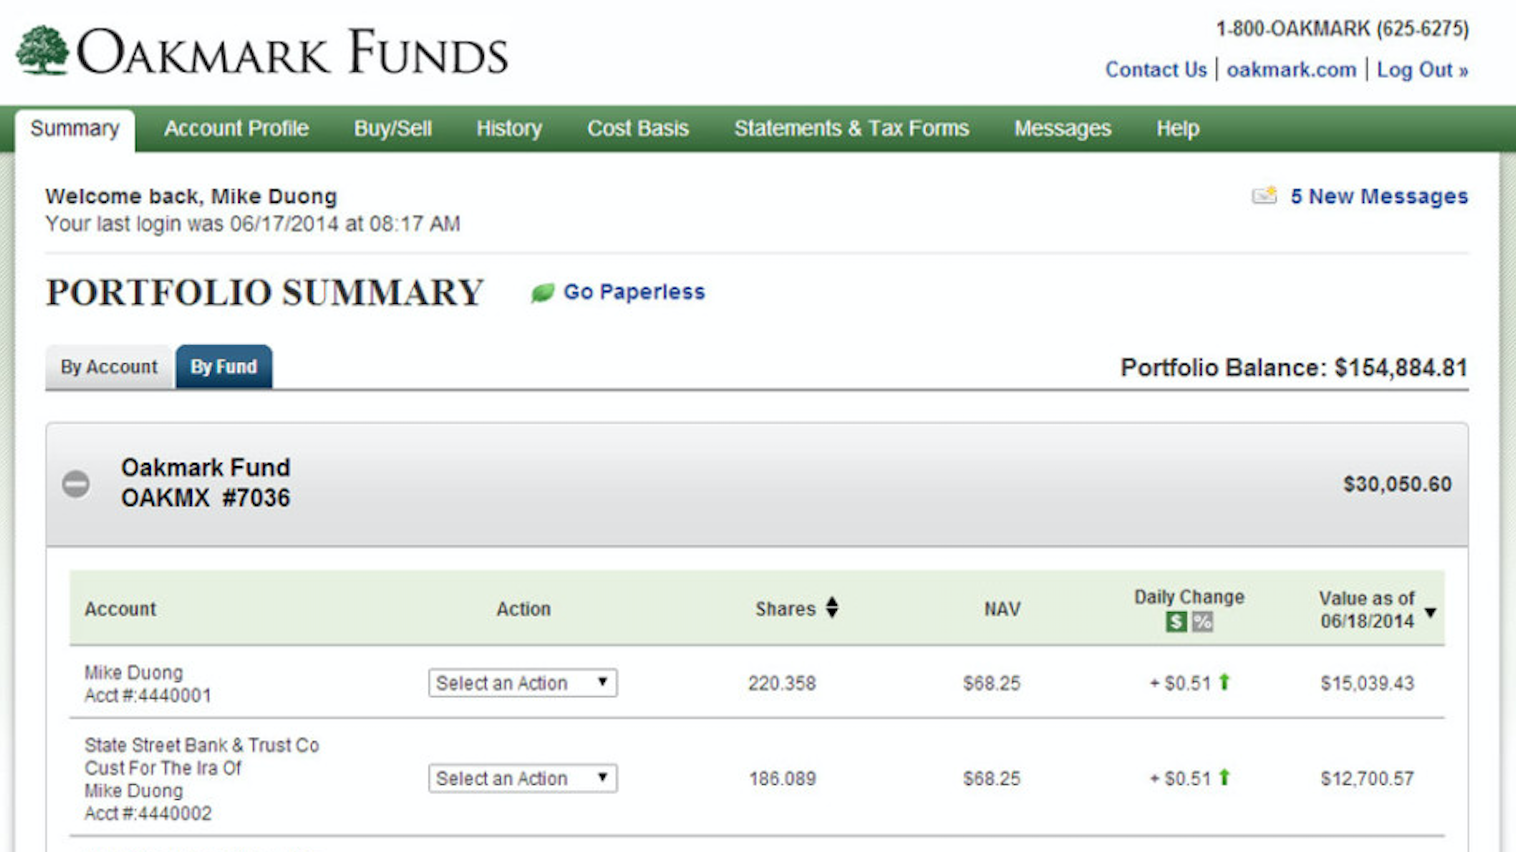 OAKMARK FUNDS
1-800-OAKMARK (625-6275)
Contact Us | oakmark.com | Log Out »
Summary Account Profile Buy/Sell History Cost Basis Statements & Tax Forms Messages Help
Welcome back, Mike Duong
5 New Messages
Your last login was 06/17/2014 at 08:17 AM
PORTFOLIO SUMMARY Go Paperless
By Account By Fund Portfolio Balance: $154,884.81
Oakmark Fund
OAKMX #7036
$30,050.60
Account Action Shares NAV Daily Change $ % Value as of 06/18/2014
Mike Duong
Acct #:4440001
Select an Action 220.358 $68.25 + $0.51 $15,039.43
State Street Bank & Trust Co
Cust For The Ira Of
Mike Duong
Acct #:4440002
Select an Action 186.089 $68.25 + $0.51 $12,700.57